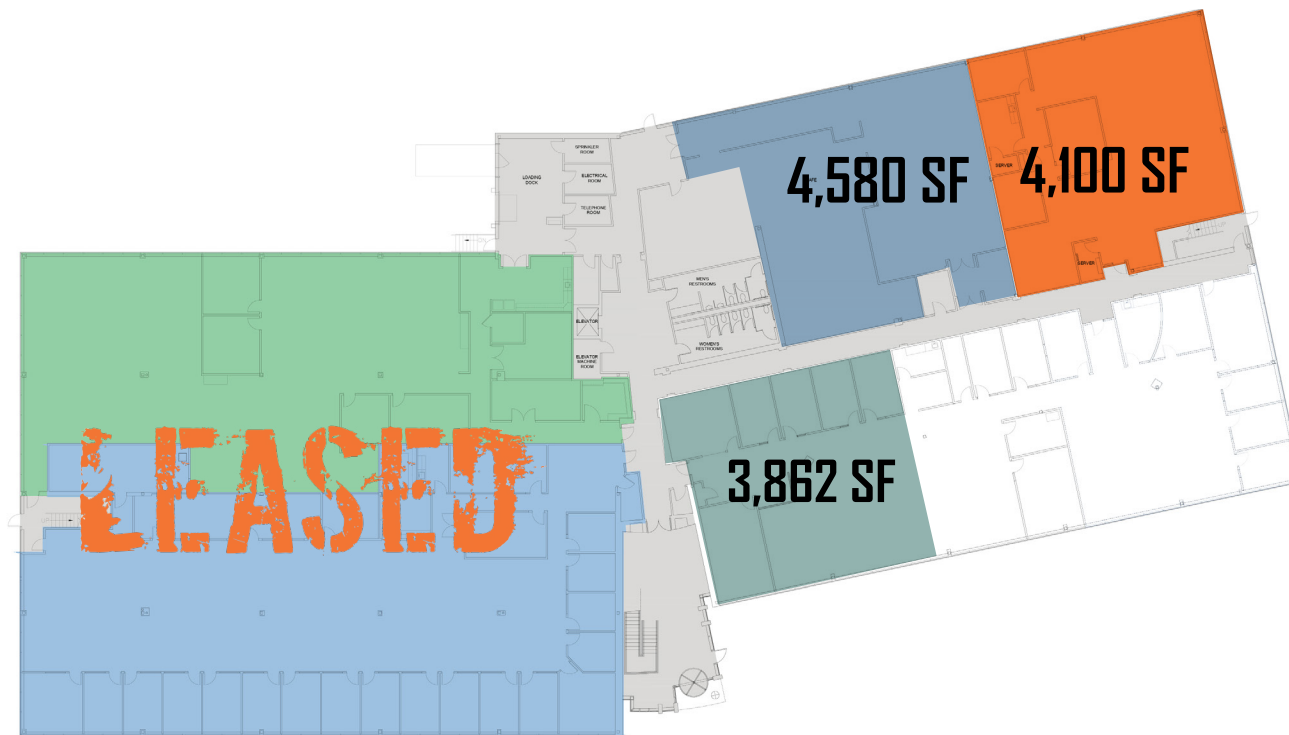 SPRINKLER
ROOM
LOADING
DOCK
ELECTRICAL
ROOM
TELEPHONE
ROOM
4,580 SF
4,100 SF
SERVER
SERVER
MEN'S
RESTROOMS
ELEVATOR
WOMEN'S
RESTROOMS
ELEVATOR
MACHINE
ROOM
LEASED
3,862 SF